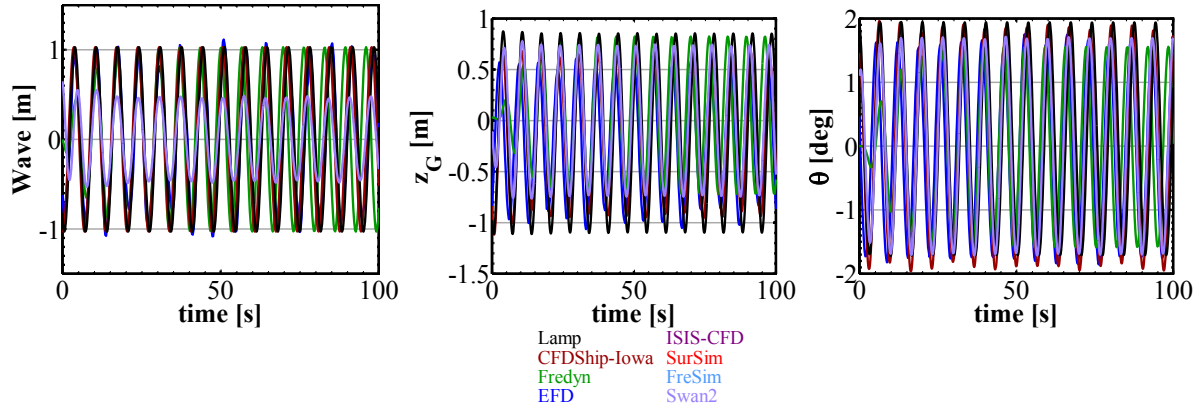 Wave [m]
1
0
-1
0
50
100
time [s]
z_G [m]
1
0.5
0
-0.5
-1
-1.5
0
50
100
time [s]
θ [deg]
2
1
0
-1
-2
0
50
100
time [s]
Lamp ISIS-CFD
CFDShip-Iowa SurSim
Fredyn FreSim
EFD Swan2